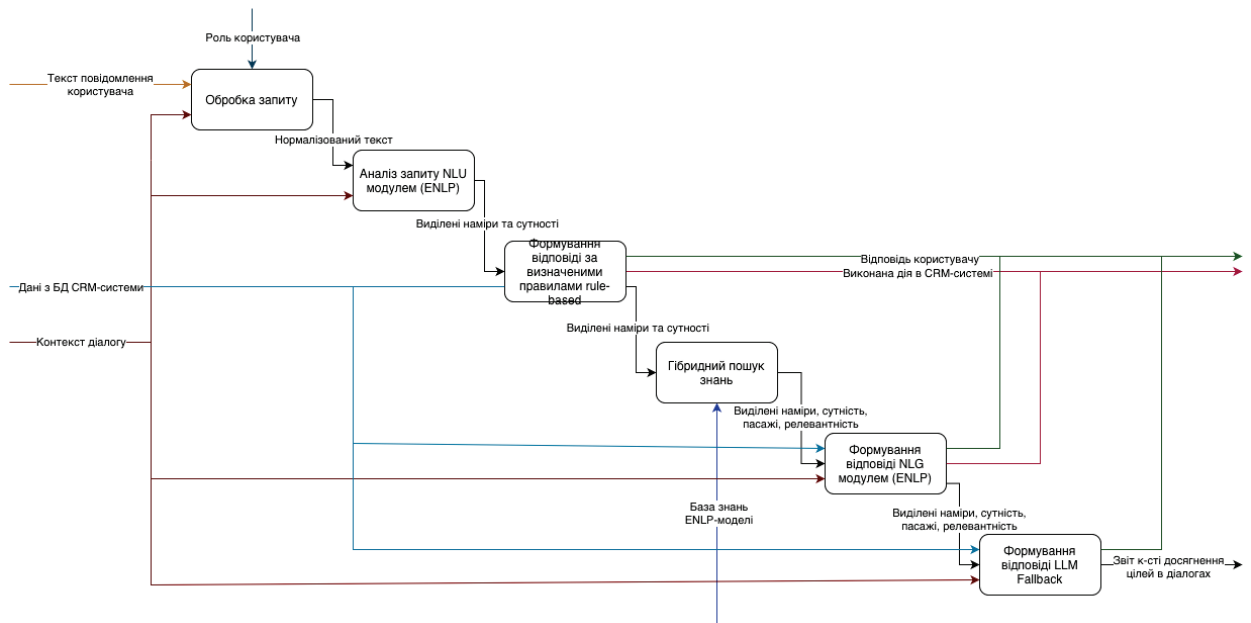 Роль користувача
Текст повідомлення
користувача
Обробка запиту
Нормалізований текст
Аналіз запиту NLU
модулем (ENLP)
Виділені наміри та сутності
Формування
відповіді за
визначеними
правилами rule-
based
Відповідь користувачу
Виконана дія в CRM-системі
Дані з БД CRM-системи
Виділені наміри та сутності
Контекст діалогу
Гібридний пошук
знань
Виділені наміри, сутність,
пасажі, релевантність
Формування
відповіді NLG
модулем (ENLP)
База знань
ENLP-моделі
Виділені наміри, сутність,
пасажі, релевантність
Формування
відповіді LLM
Fallback
Звіт к-сті досягнення
цілей в діалогах